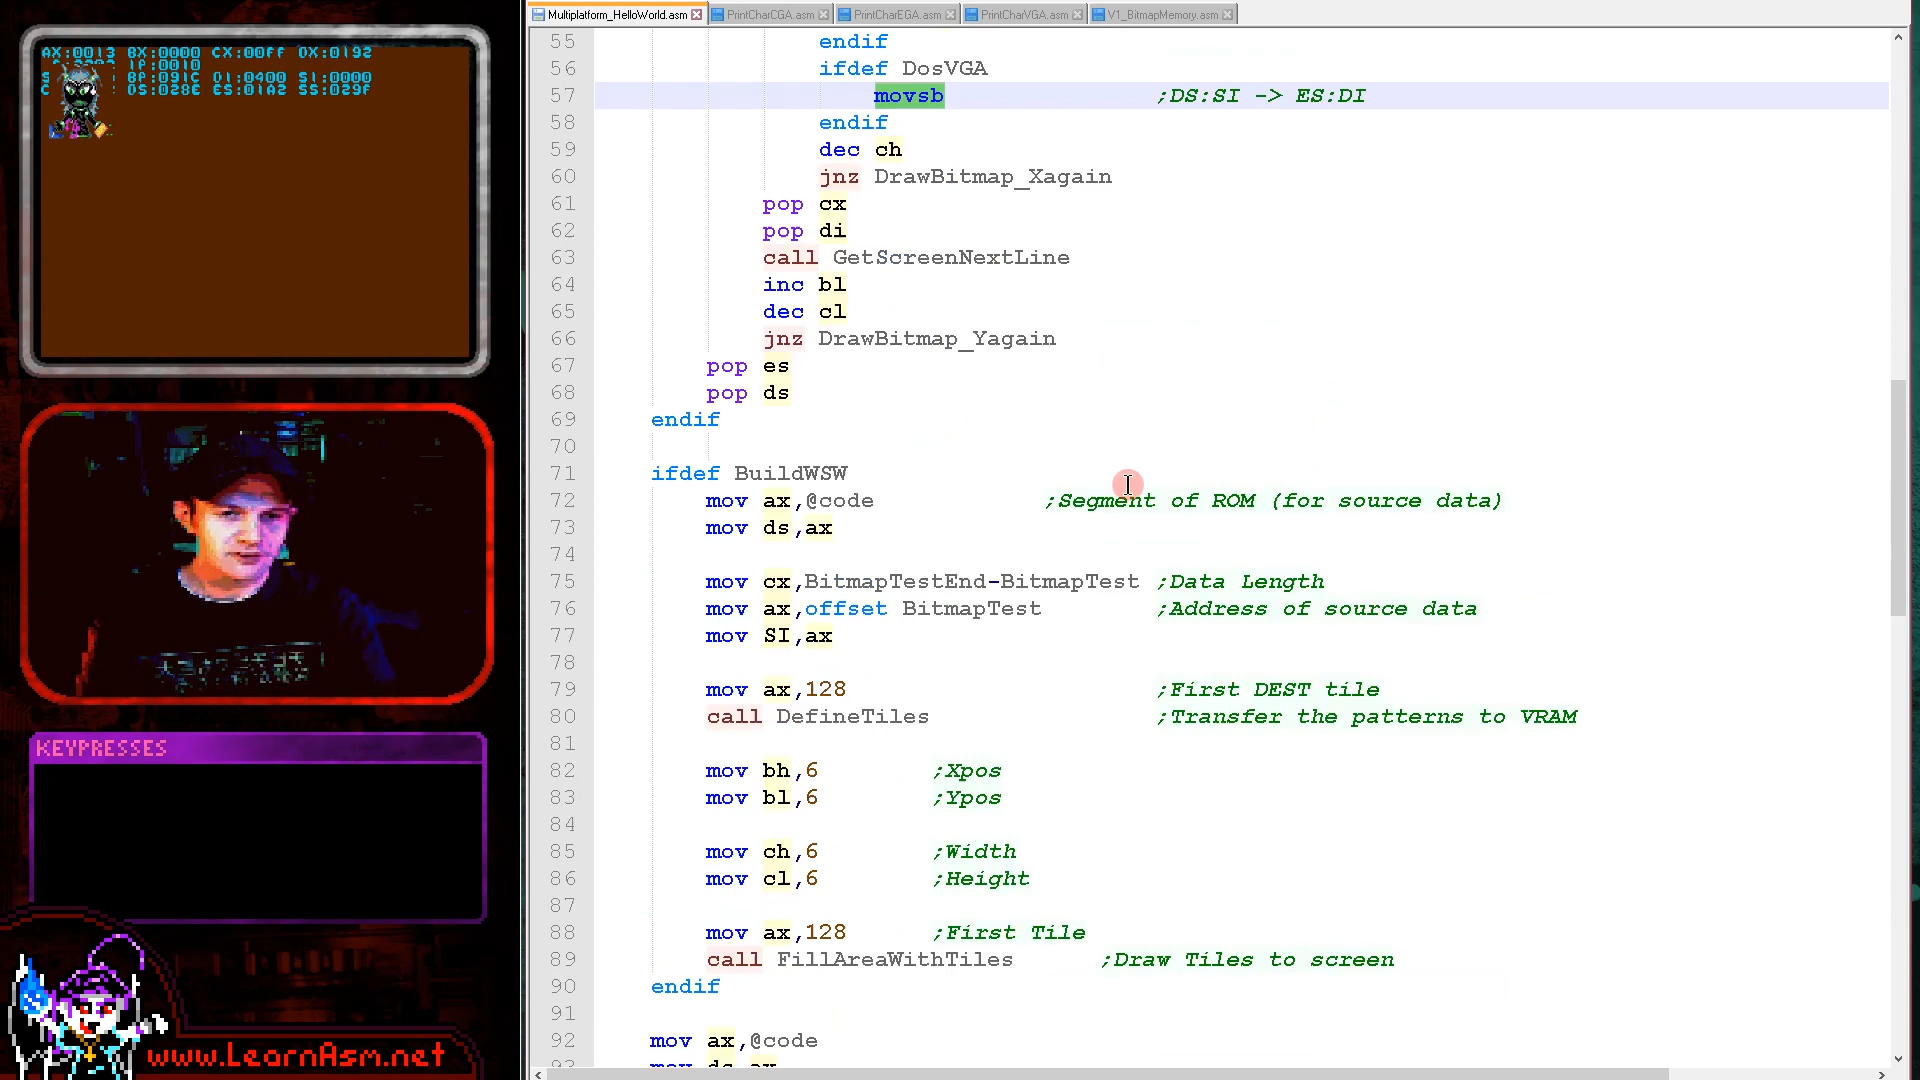 Multiplatform_HelloWorld.asm PrintCharCGA.asm PrintCharEGA.asm PrintCharVGA.asm V1_BitmapMemory.asm
AX:0013 BX:0000 CX:00FF DX:0192
IP:0010
BP:091C DI:0400 SI:0000
DS:028E ES:01A2 SS:029F
KEYPRESSES
www.LearnAsm.net
55 endif
56 ifdef DosVGA
57 movsb ;DS:SI -> ES:DI
58 endif
59 dec ch
60 jnz DrawBitmap_Xagain
61 pop cx
62 pop di
63 call GetScreenNextLine
64 inc bl
65 dec cl
66 jnz DrawBitmap_Yagain
67 pop es
68 pop ds
69 endif
70
71 ifdef BuildWSW
72 mov ax,@code ;Segment of ROM (for source data)
73 mov ds,ax
74
75 mov cx,BitmapTestEnd-BitmapTest ;Data Length
76 mov ax,offset BitmapTest ;Address of source data
77 mov SI,ax
78
79 mov ax,128 ;First DEST tile
80 call DefineTiles ;Transfer the patterns to VRAM
81
82 mov bh,6 ;Xpos
83 mov bl,6 ;Ypos
84
85 mov ch,6 ;Width
86 mov cl,6 ;Height
87
88 mov ax,128 ;First Tile
89 call FillAreaWithTiles ;Draw Tiles to screen
90 endif
91
92 mov ax,@code